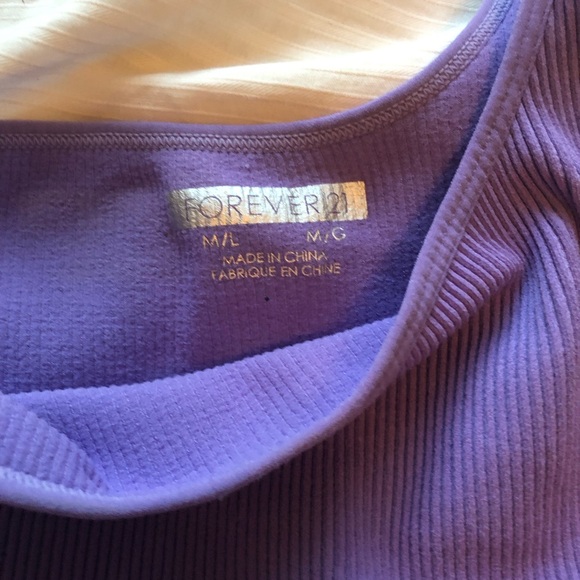 FOREVER 21
M/L M/G
MADE IN CHINA
FABRIQUE EN CHINE